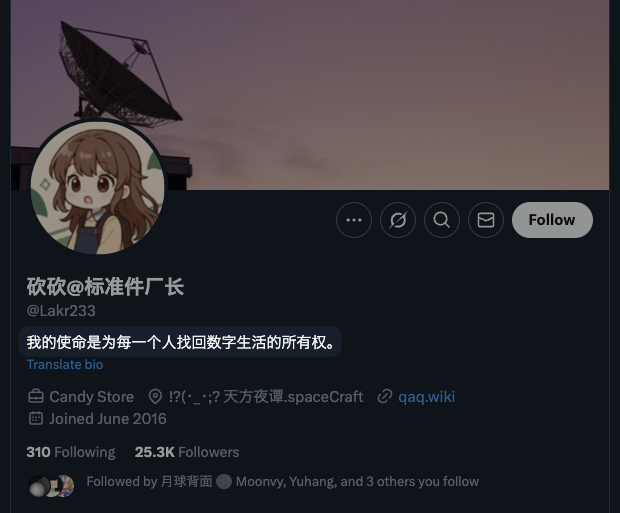 Follow
砍砍@标准件厂长
@Lakr233
我的使命是为每一个人找回数字生活的所有权。
Translate bio
Candy Store !?(･_･;? 天方夜谭.spaceCraft qaq.wiki
Joined June 2016
310 Following 25.3K Followers
Followed by 月球背面 Moonvy, Yuhang, and 3 others you follow